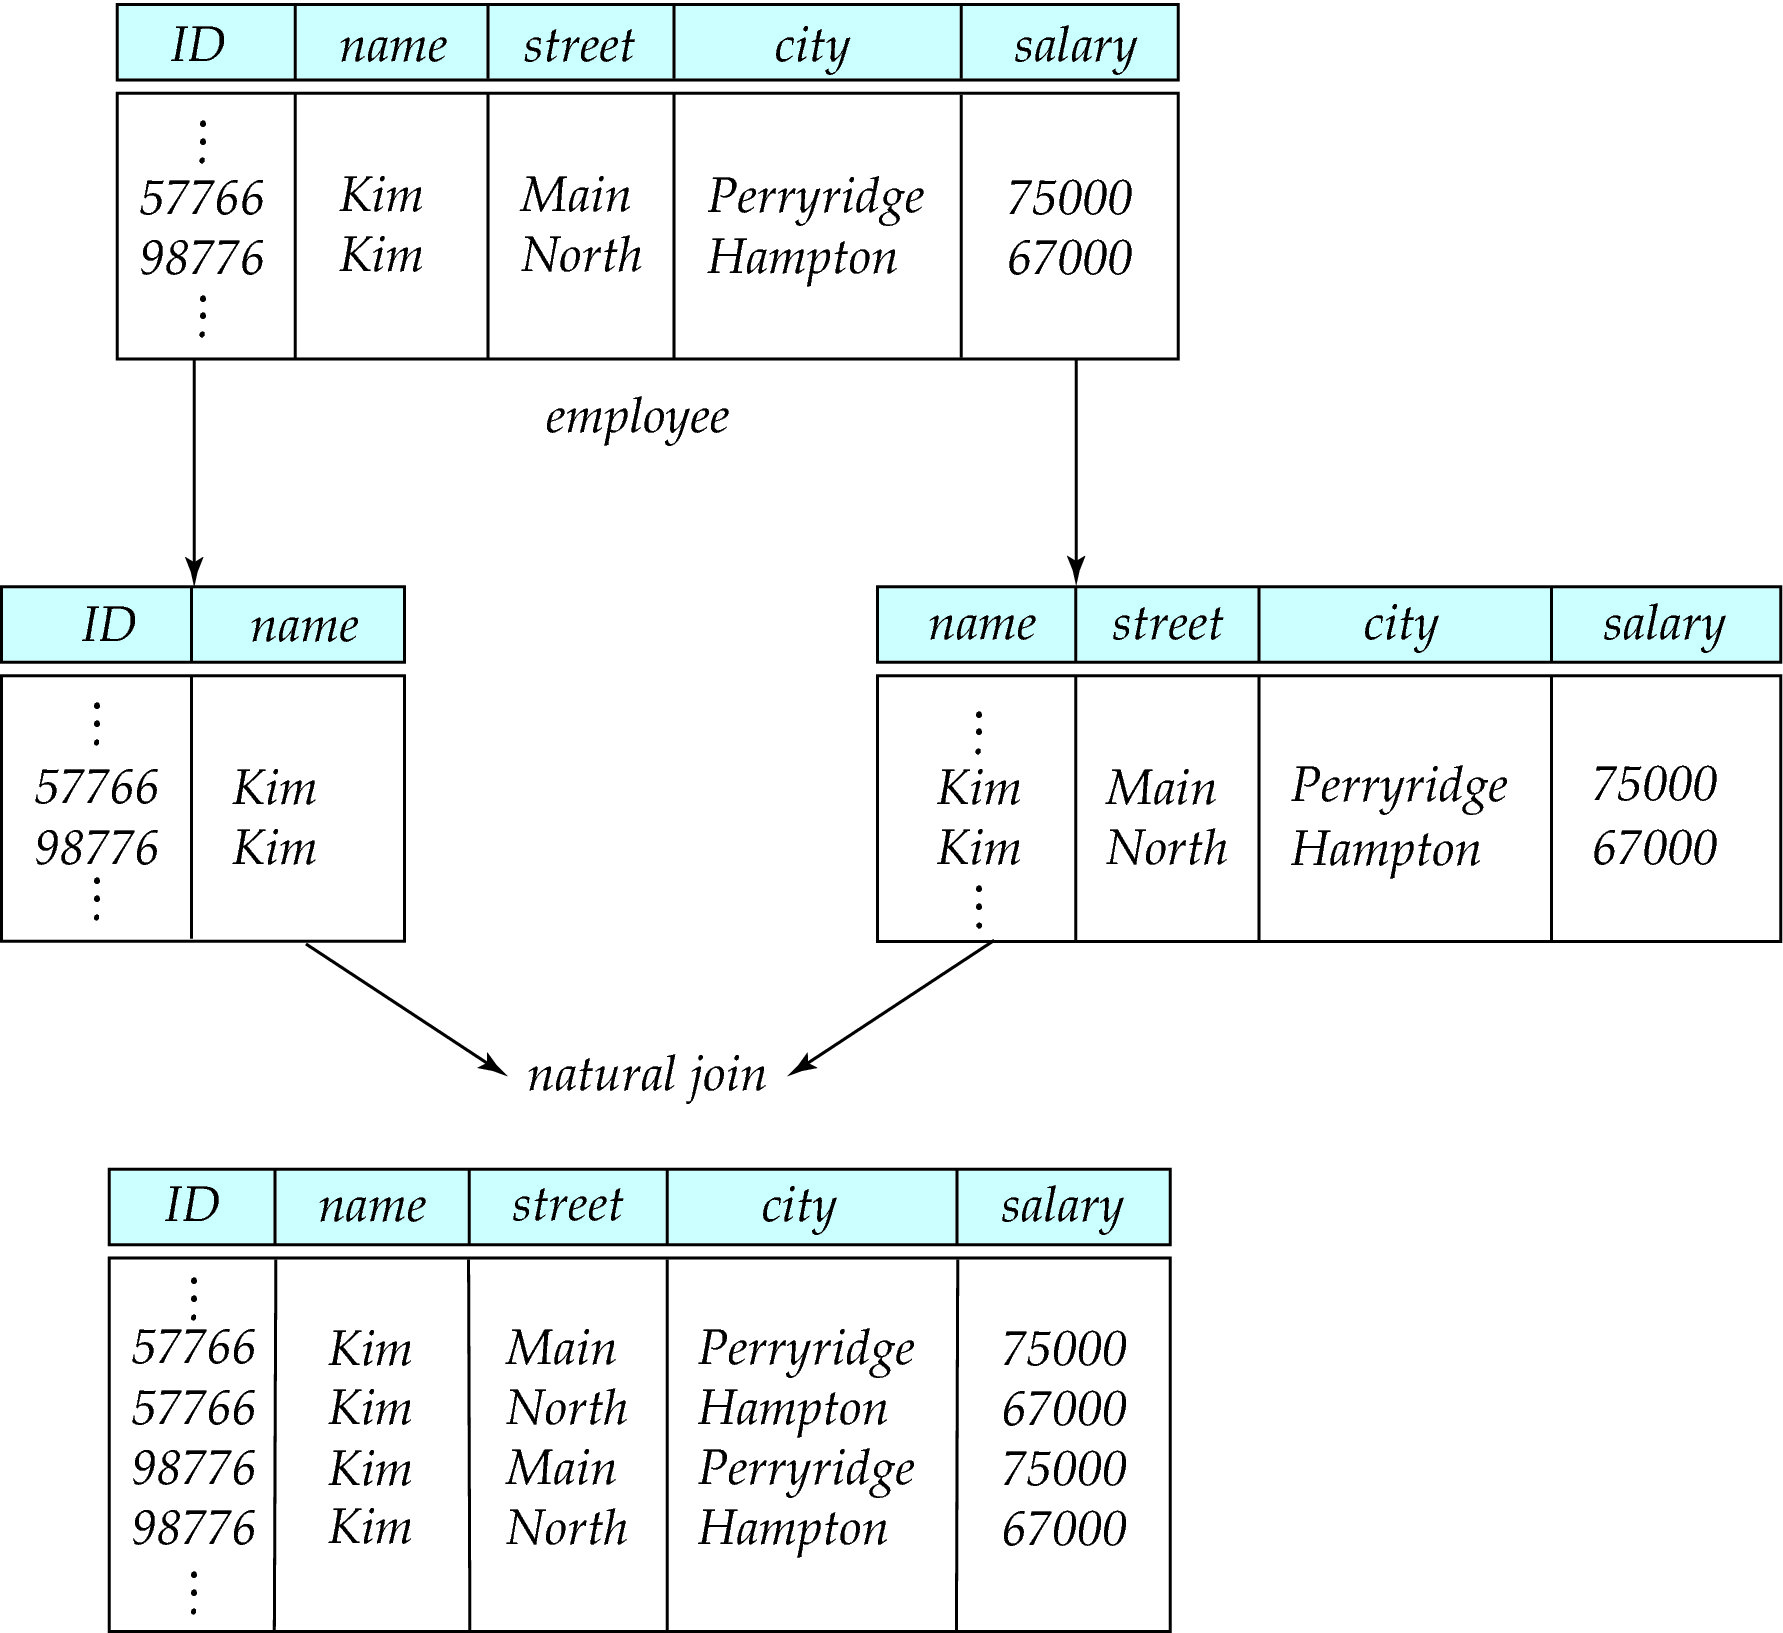 ID name street city salary
57766 Kim Main Perryridge 75000
98776 Kim North Hampton 67000
employee
ID name
57766 Kim
98776 Kim
name street city salary
Kim Main Perryridge 75000
Kim North Hampton 67000
natural join
ID name street city salary
57766 Kim Main Perryridge 75000
57766 Kim North Hampton 67000
98776 Kim Main Perryridge 75000
98776 Kim North Hampton 67000